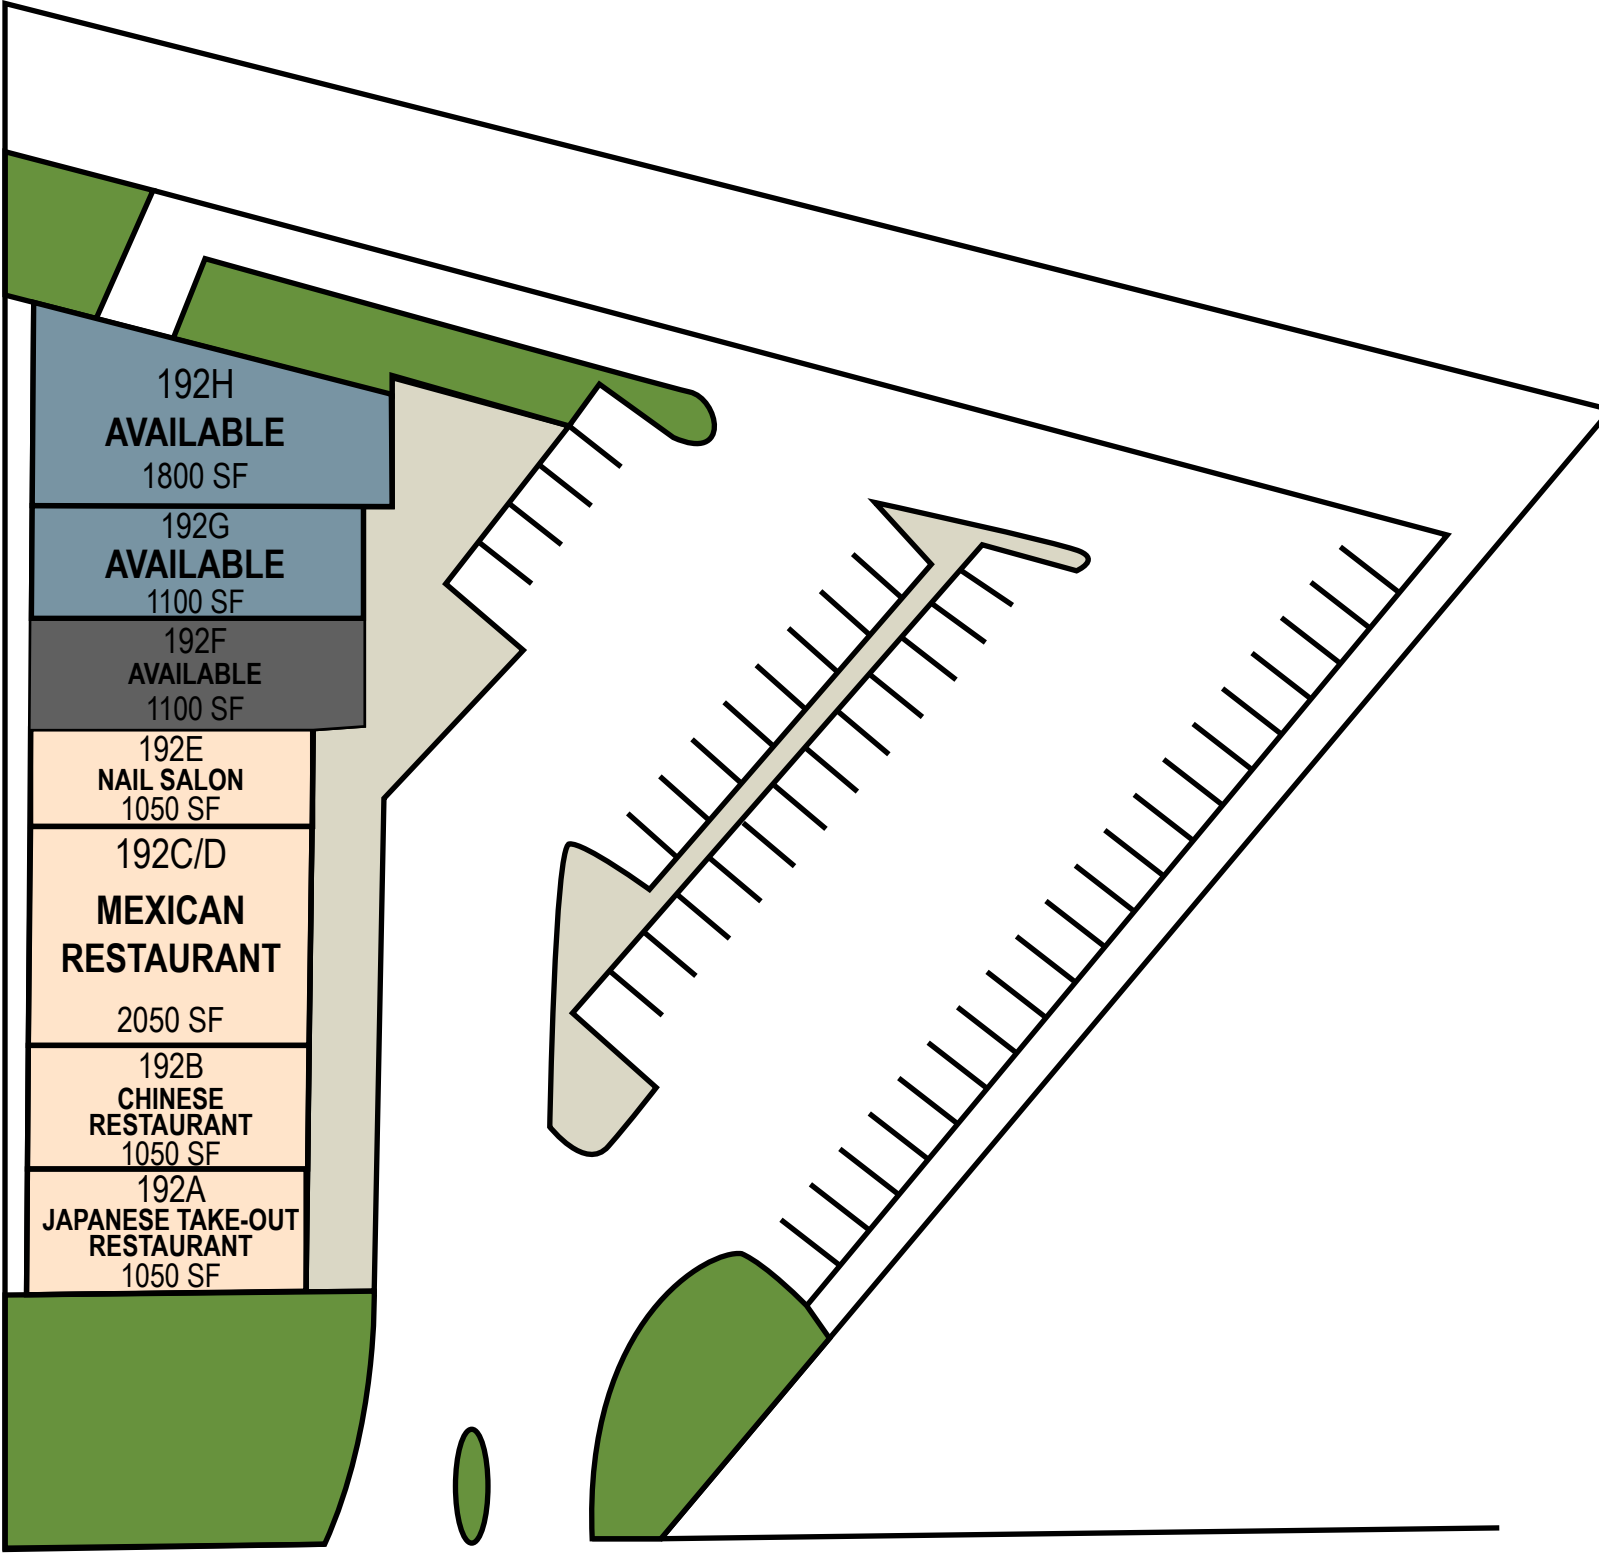 192H
AVAILABLE
1800 SF
192G
AVAILABLE
1100 SF
192F
AVAILABLE
1100 SF
192E
NAIL SALON
1050 SF
192C/D
MEXICAN
RESTAURANT
2050 SF
192B
CHINESE
RESTAURANT
1050 SF
192A
JAPANESE TAKE-OUT
RESTAURANT
1050 SF